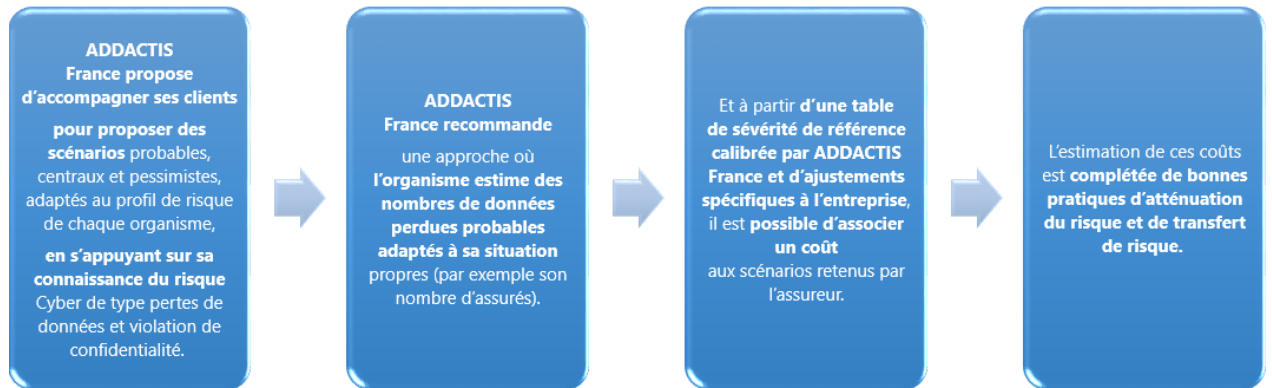 ADDACTIS
France propose
d'accompagner ses clients
pour proposer des
scénarios probables,
centraux et pessimistes,
adaptés au profil de risque
de chaque organisme,
en s'appuyant sur sa
connaissance du risque
Cyber de type pertes de
données et violation de
confidentialité.
ADDACTIS
France recommande
une approche où
l'organisme estime des
nombres de données
perdues probables
adaptés à sa situation
propres (par exemple son
nombre d'assurés).
Et à partir d'une table
de sévérité de référence
calibrée par ADDACTIS
France et d'ajustements
spécifiques à l'entreprise,
il est possible d'associer
un coût
aux scénarios retenus par
l'assureur.
L'estimation de ces coûts
est complétée de bonnes
pratiques d'atténuation
du risque et de transfert
de risque.